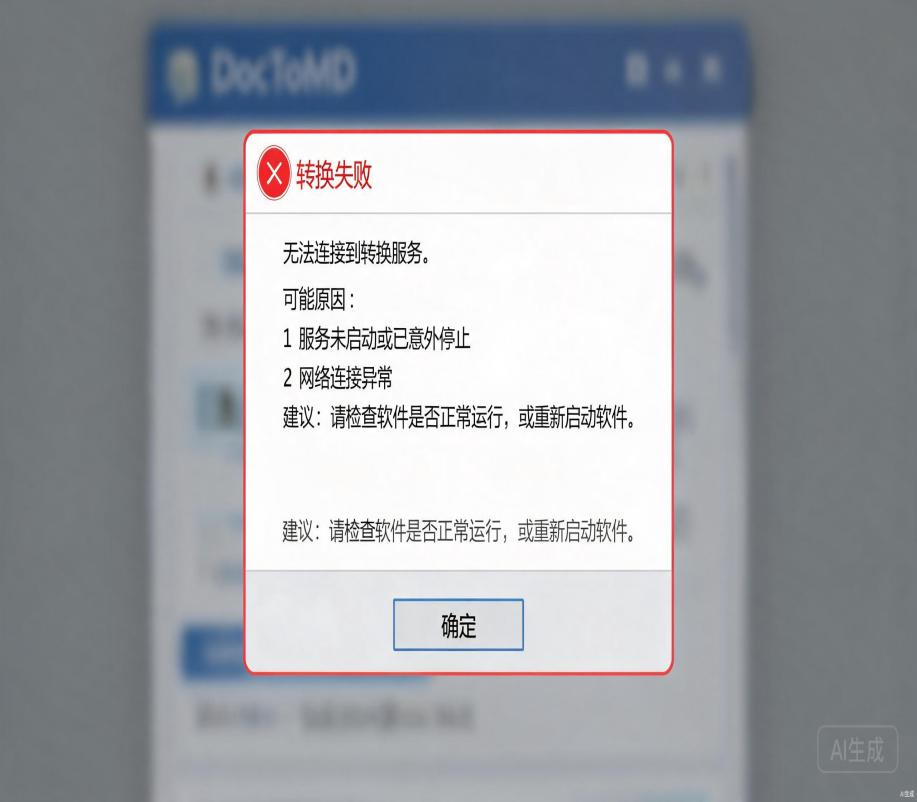 DocToMD
转换失败
无法连接到转换服务。
可能原因：
1 服务未启动或已意外停止
2 网络连接异常
建议：请检查软件是否正常运行，或重新启动软件。
建议：请检查软件是否正常运行，或重新启动软件。
确定
AI生成
AI生成